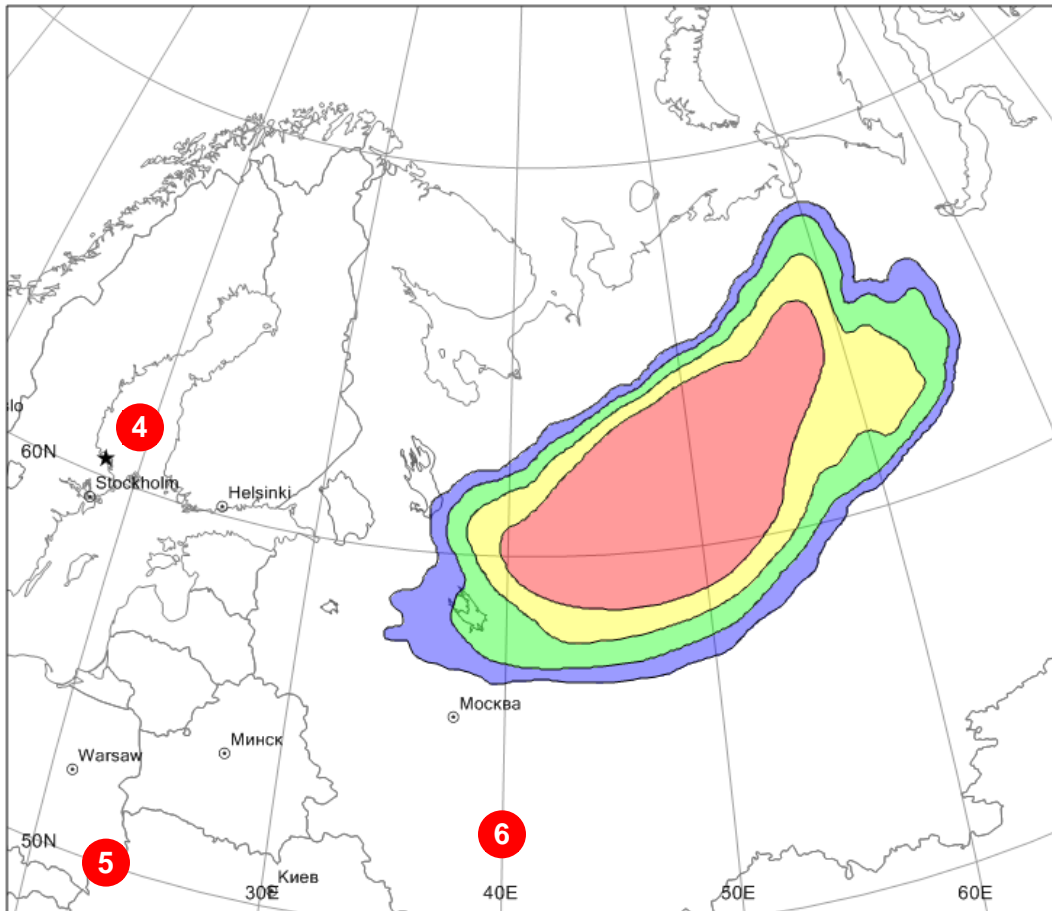 4
slo
60N
Stockholm
Helsinki
Москва
Минск
Warsaw
6
50N
5
Киев
30E
40E
50E
60E